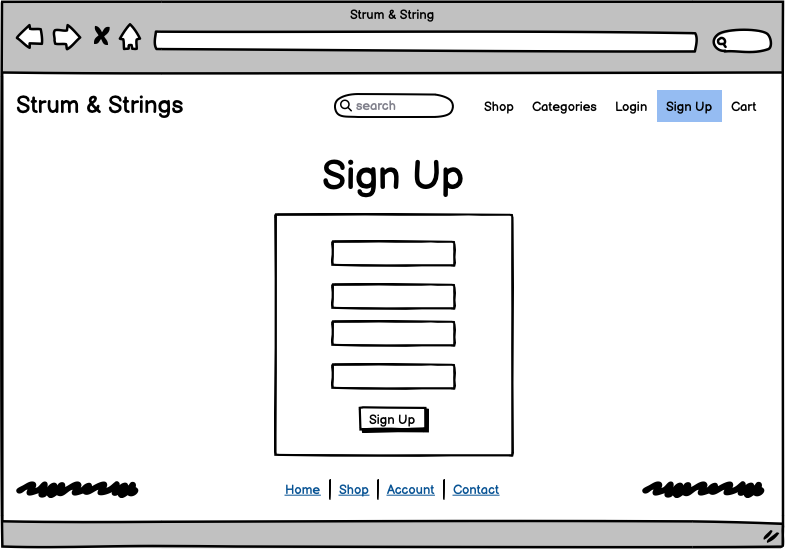 Strum & String
Strum & Strings
search
Shop Categories Login Sign Up Cart
Sign Up
Sign Up
Home Shop Account Contact